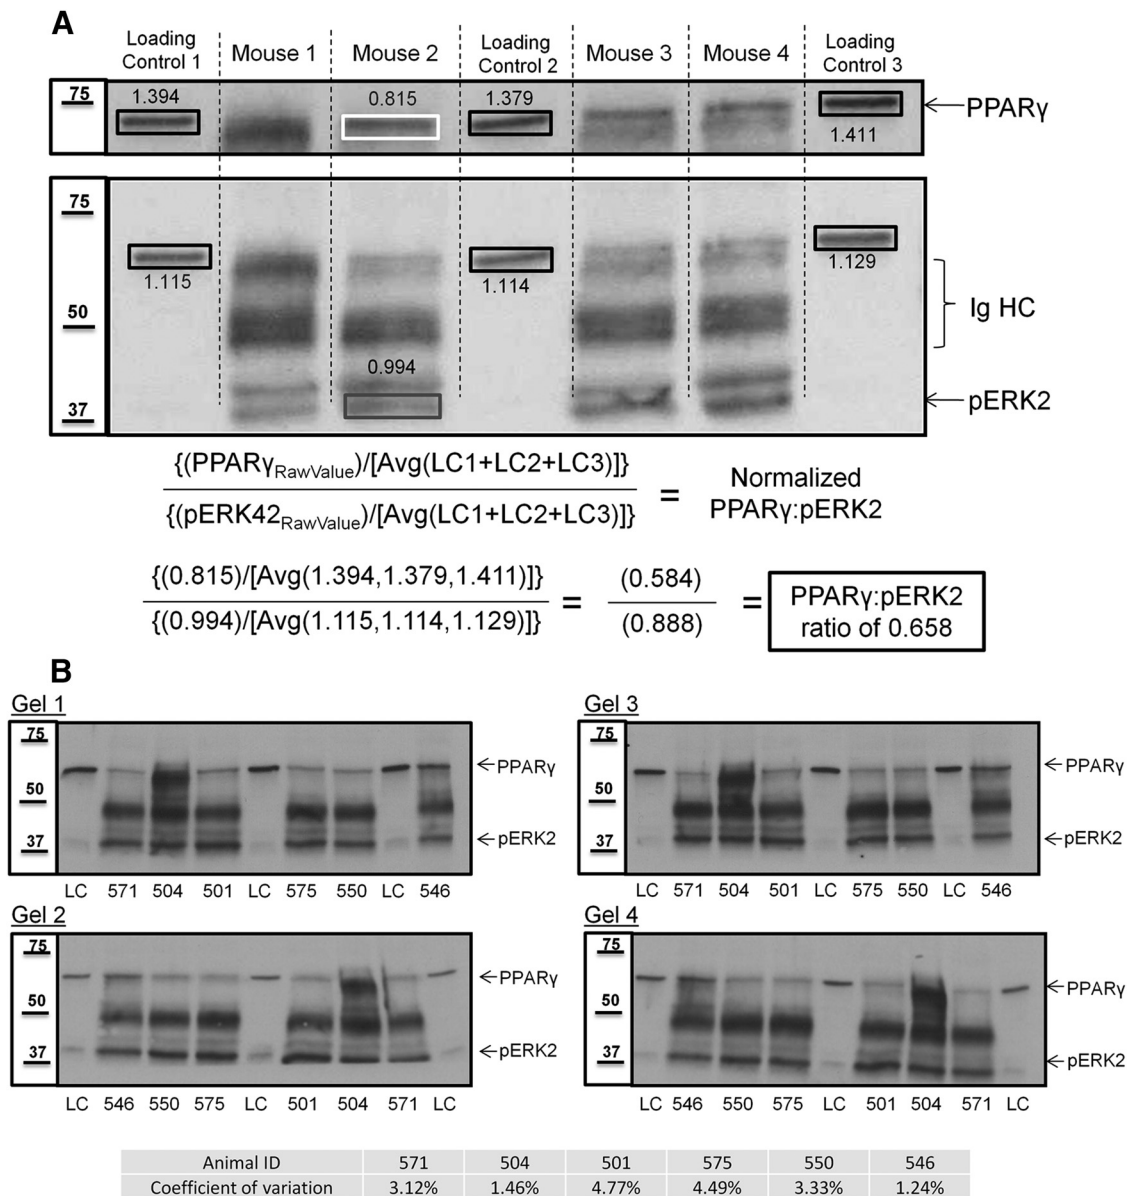 A
Loading Control 1
Mouse 1
Mouse 2
Loading Control 2
Mouse 3
Mouse 4
Loading Control 3
75
1.394
0.815
1.379
1.411
PPARγ
75
1.115
1.114
1.129
50
Ig HC
0.994
37
pERK2
{(PPARγRawValue)/[Avg(LC1+LC2+LC3)]}
{(pERK42RawValue)/[Avg(LC1+LC2+LC3)]}
=
Normalized
PPARγ:pERK2
{(0.815)/[Avg(1.394,1.379,1.411)]}
{(0.994)/[Avg(1.115,1.114,1.129)]}
=
(0.584)
(0.888)
=
PPARγ:pERK2
ratio of 0.658
B
Gel 1
75
PPARγ
50
37
pERK2
LC 571 504 501 LC 575 550 LC 546
Gel 3
75
PPARγ
50
37
pERK2
LC 571 504 501 LC 575 550 LC 546
Gel 2
75
PPARγ
50
37
pERK2
LC 546 550 575 LC 501 504 571 LC
Gel 4
75
PPARγ
50
37
pERK2
LC 546 550 575 LC 501 504 571 LC
Animal ID 571 504 501 575 550 546
Coefficient of variation 3.12% 1.46% 4.77% 4.49% 3.33% 1.24%